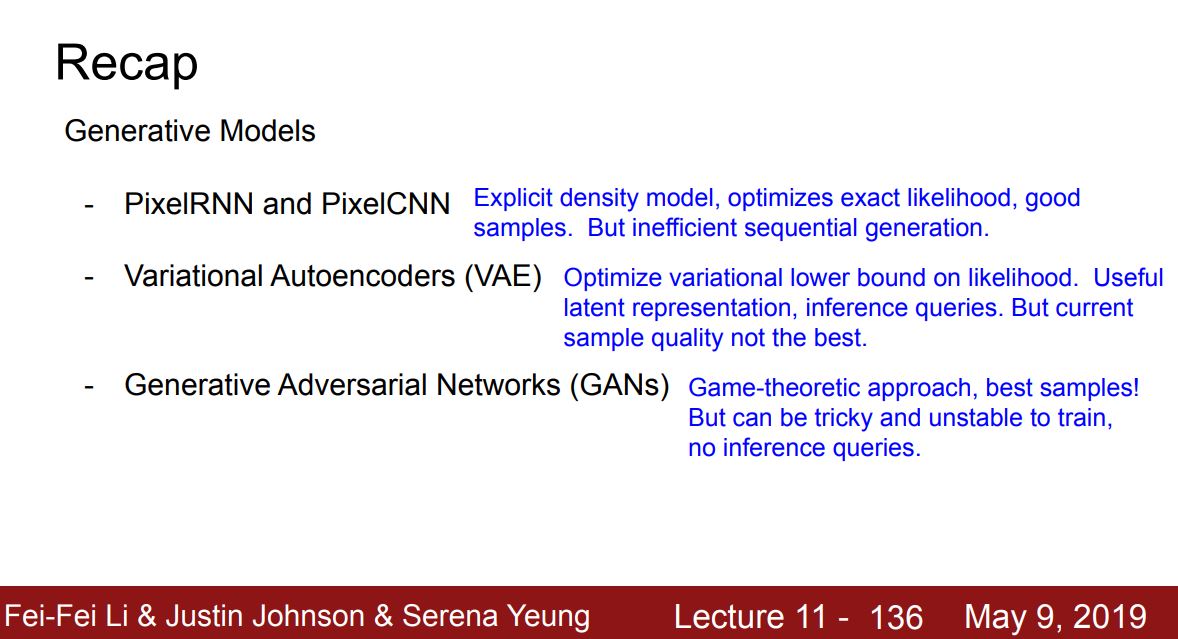 Recap
Generative Models
- PixelRNN and PixelCNN
Explicit density model, optimizes exact likelihood, good
samples. But inefficient sequential generation.
- Variational Autoencoders (VAE)
Optimize variational lower bound on likelihood. Useful
latent representation, inference queries. But current
sample quality not the best.
- Generative Adversarial Networks (GANs)
Game-theoretic approach, best samples!
But can be tricky and unstable to train,
no inference queries.
Fei-Fei Li & Justin Johnson & Serena Yeung Lecture 11 - 136 May 9, 2019